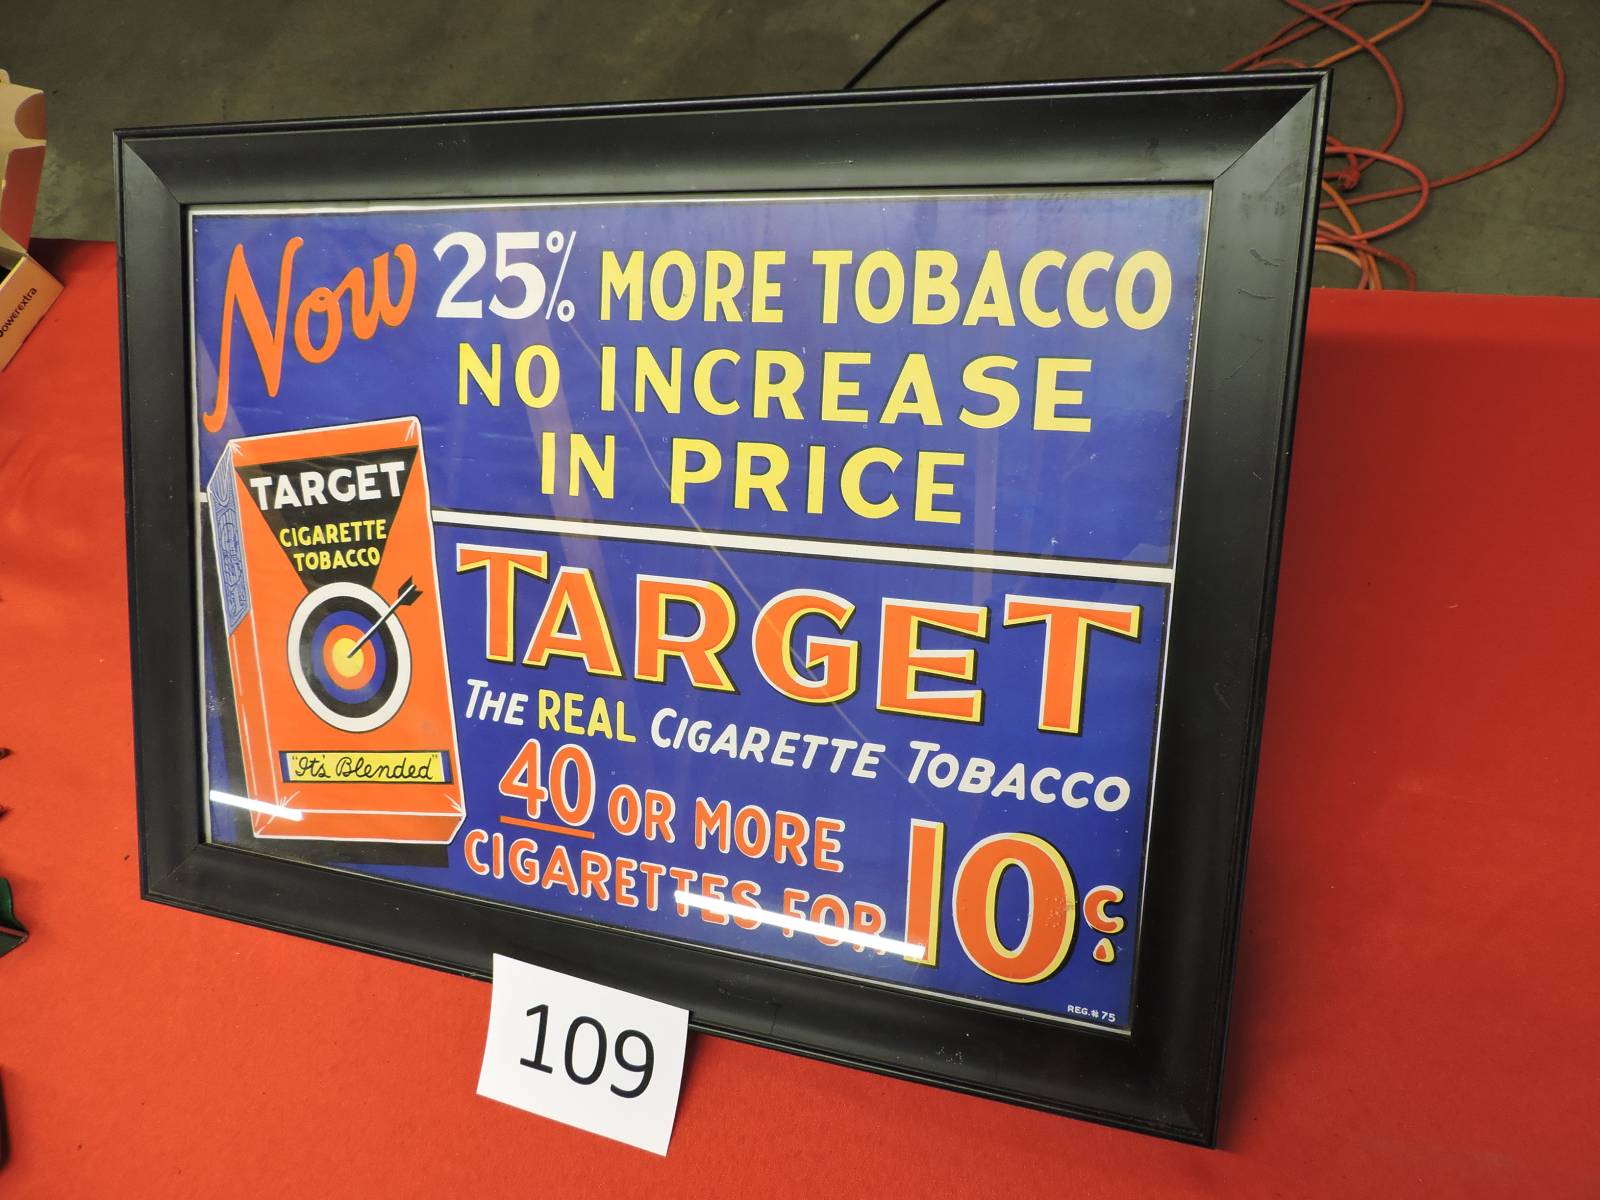 Now 25% MORE TOBACCO
NO INCREASE
IN PRICE
TARGET
CIGARETTE
TOBACCO
"It's Blended"
TARGET
THE REAL CIGARETTE TOBACCO
40 OR MORE
CIGARETTES FOR 10¢
REG.#75
109
powerextra